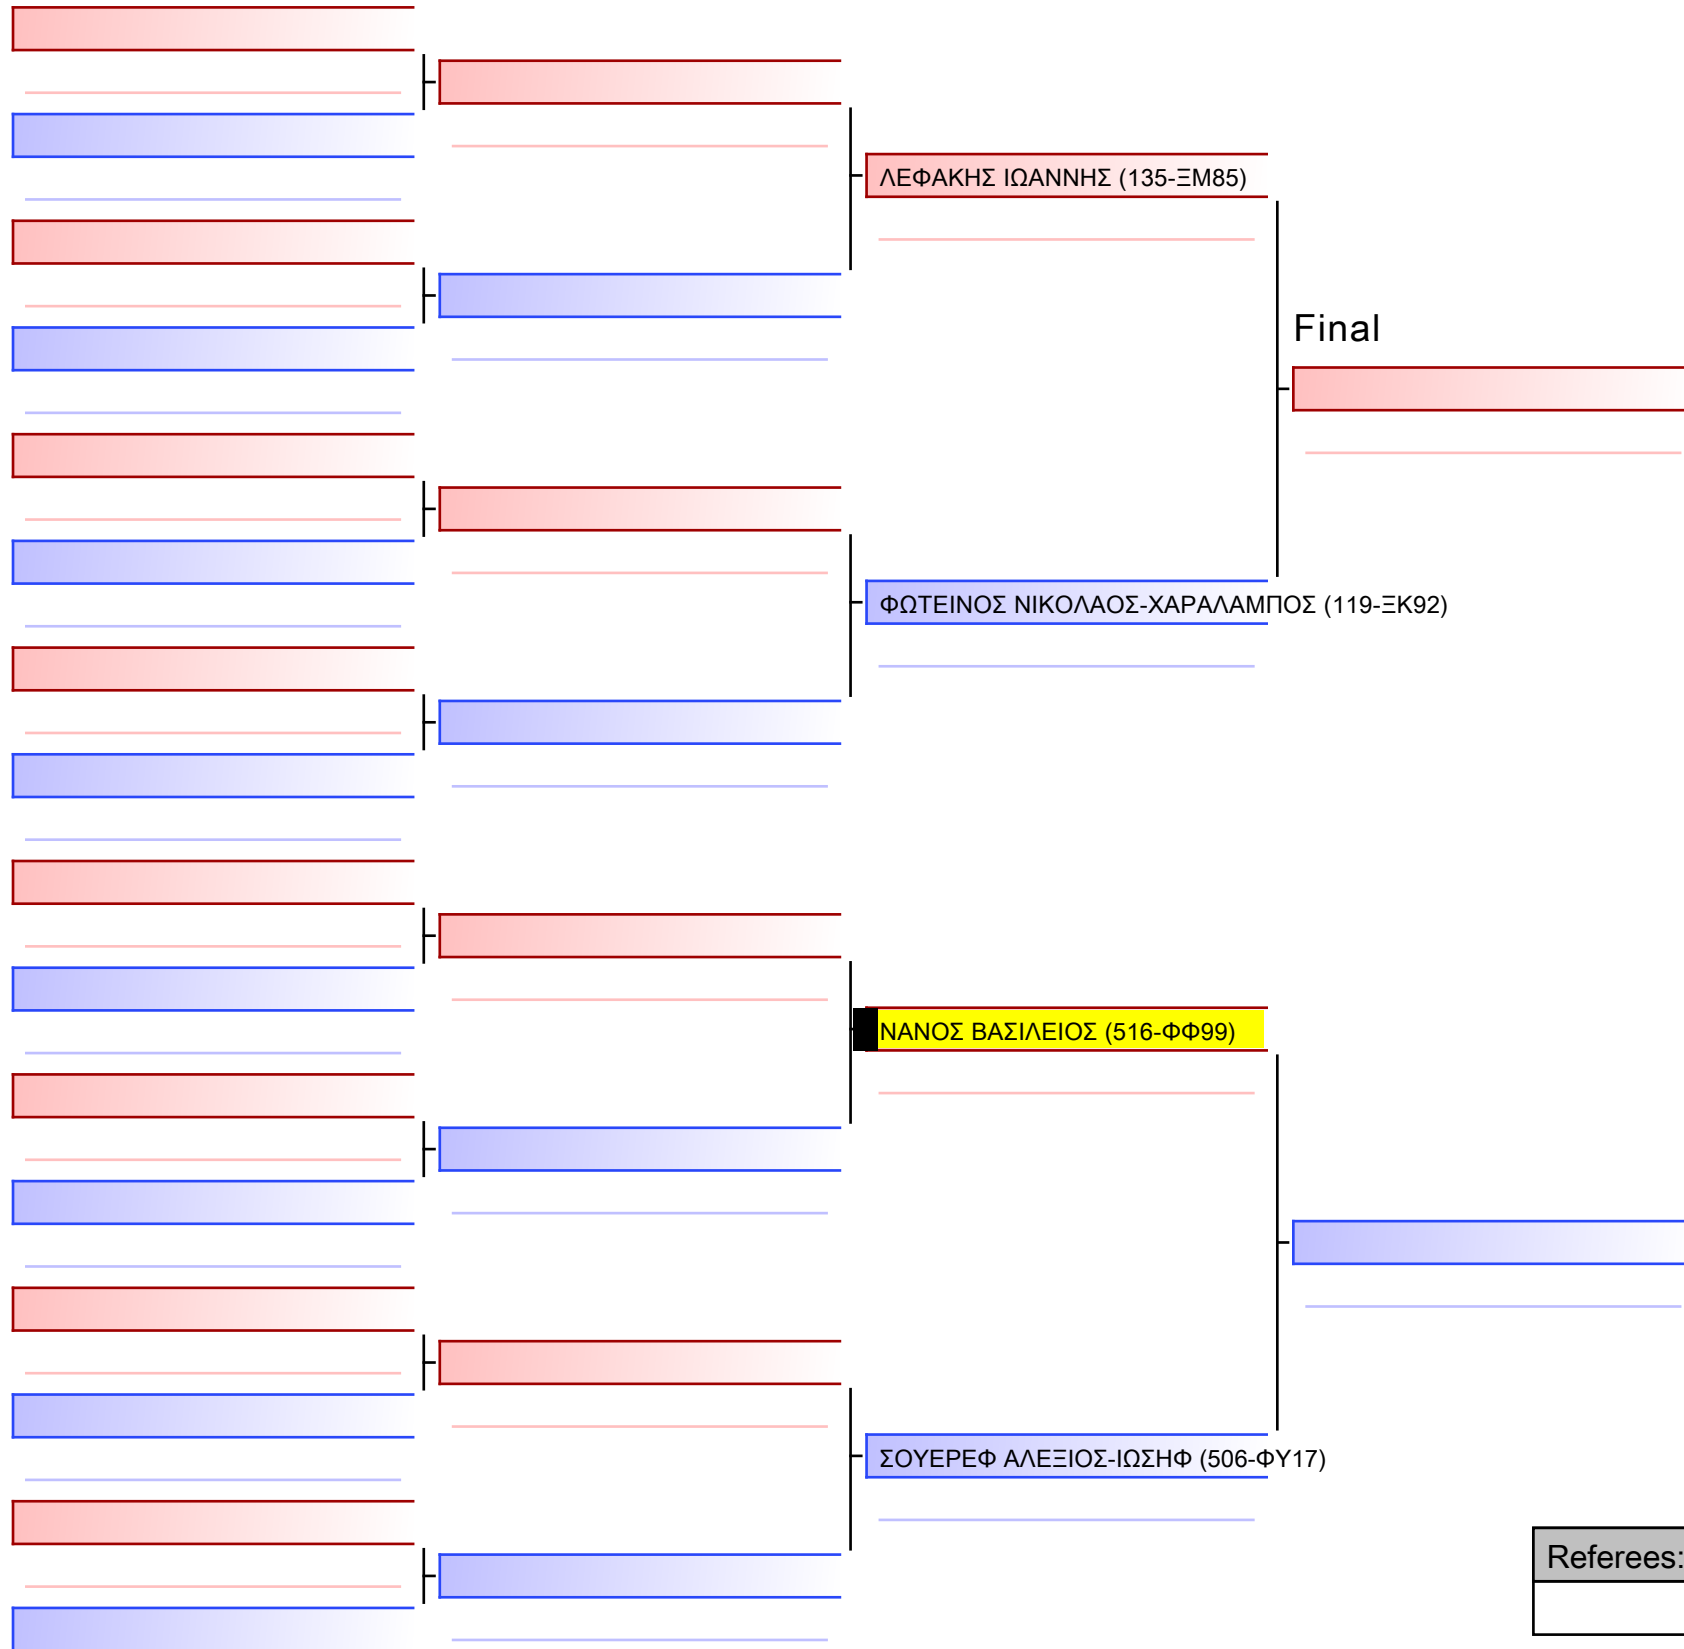 ΛΕΦΑΚΗΣ ΙΩΑΝΝΗΣ (135-ΞΜ85)
Final
ΦΩΤΕΙΝΟΣ ΝΙΚΟΛΑΟΣ-ΧΑΡΑΛΑΜΠΟΣ (119-ΞΚ92)
ΝΑΝΟΣ ΒΑΣΙΛΕΙΟΣ (516-ΦΦ99)
ΣΟΥΕΡΕΦ ΑΛΕΞΙΟΣ-ΙΩΣΗΦ (506-ΦΥ17)
Referees: